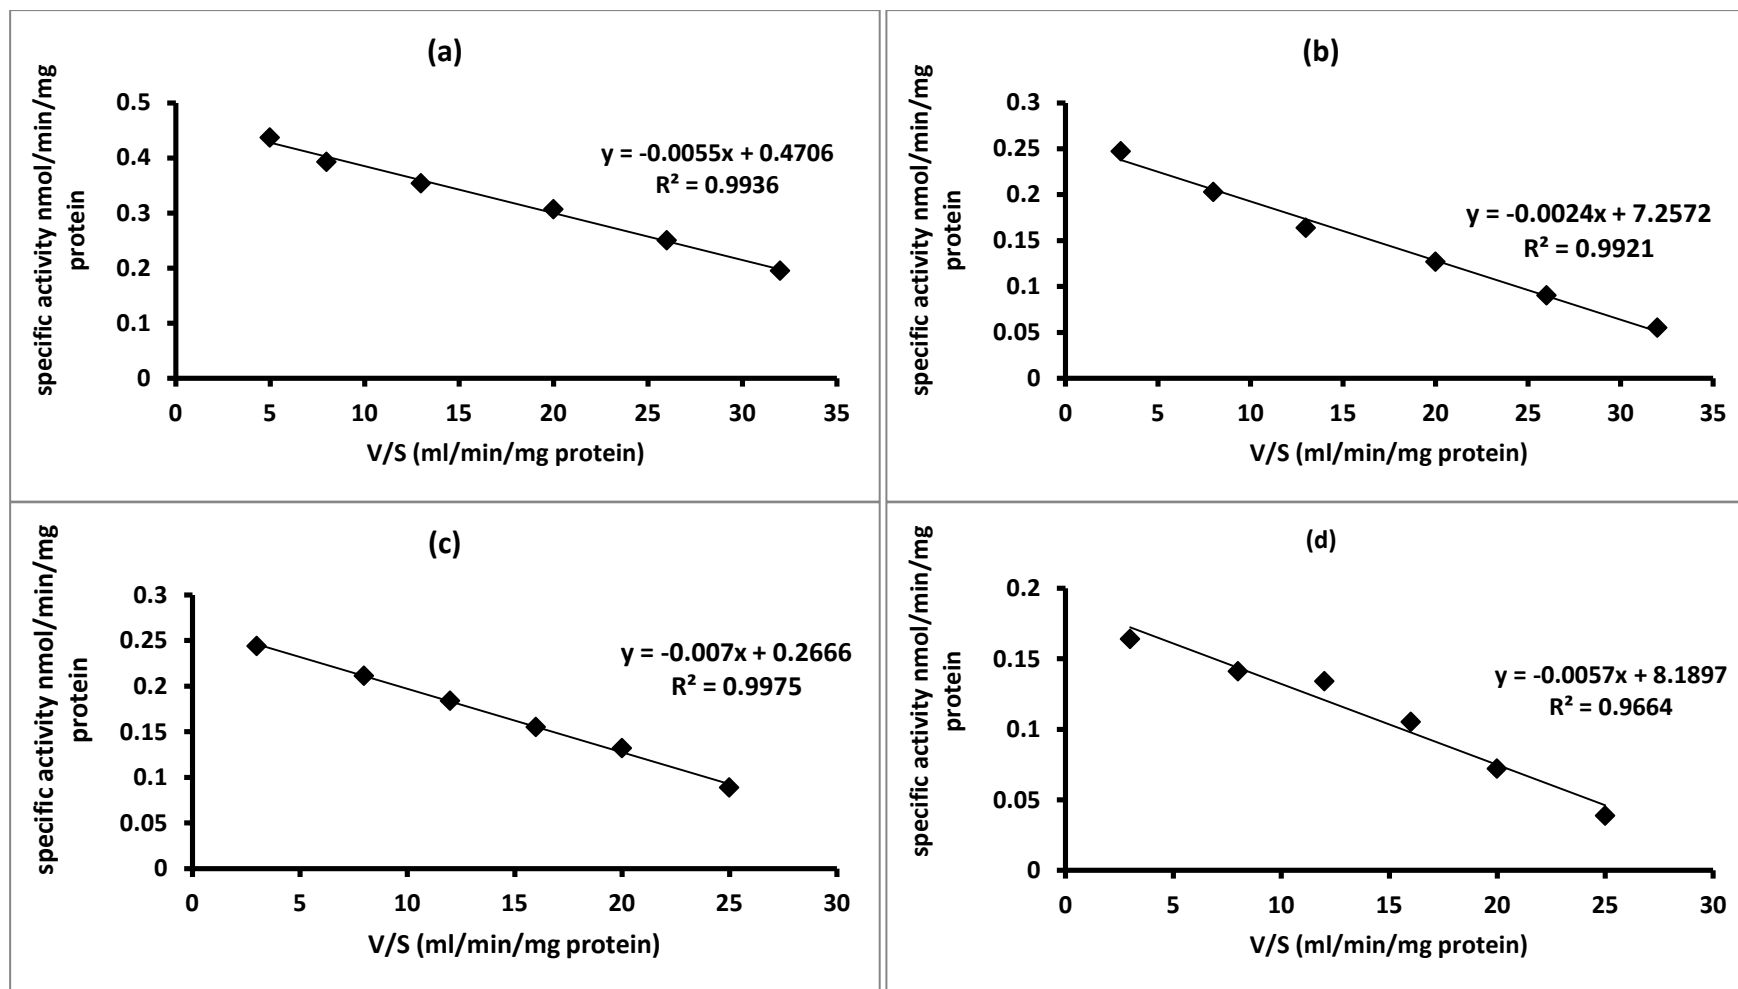 (a)
specific activity nmol/min/mg
protein
0.5
0.4
0.3
0.2
0.1
0
y = -0.0055x + 0.4706
R² = 0.9936
0 5 10 15 20 25 30 35
V/S (ml/min/mg protein)
(b)
specific activity nmol/min/mg
protein
0.3
0.25
0.2
0.15
0.1
0.05
0
y = -0.0024x + 7.2572
R² = 0.9921
0 5 10 15 20 25 30 35
V/S (ml/min/mg protein)
(c)
specific activity nmol/min/mg
protein
0.3
0.25
0.2
0.15
0.1
0.05
0
y = -0.007x + 0.2666
R² = 0.9975
0 5 10 15 20 25 30
V/S (ml/min/mg protein)
(d)
specific activity nmol/min/mg
protein
0.2
0.15
0.1
0.05
0
y = -0.0057x + 8.1897
R² = 0.9664
0 5 10 15 20 25 30
V/S (ml/min/mg protein)